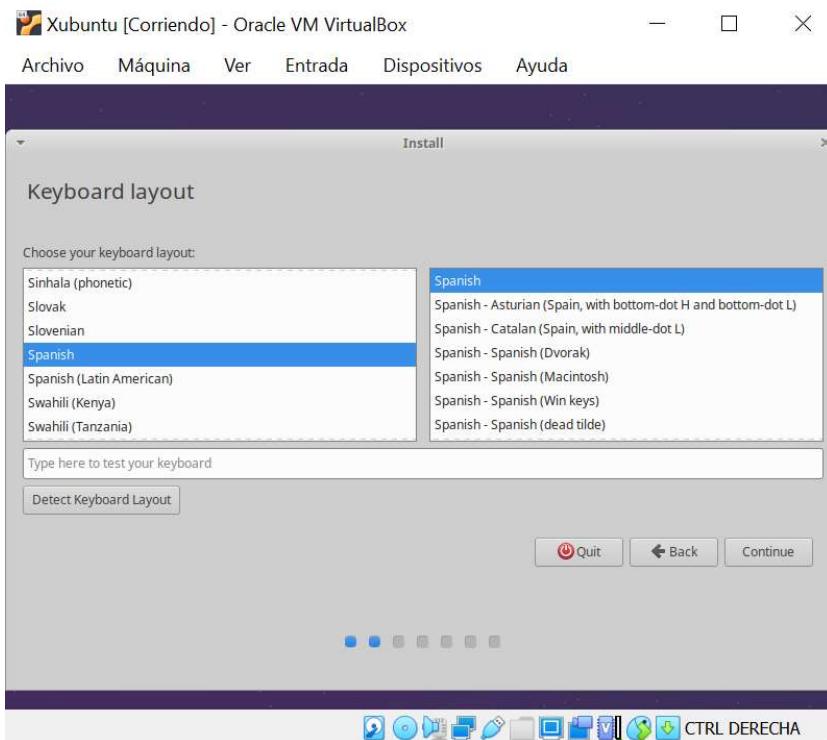 Xubuntu [Corriendo] - Oracle VM VirtualBox
Archivo Máquina Ver Entrada Dispositivos Ayuda
Install
Keyboard layout
Choose your keyboard layout:
Sinhala (phonetic)
Slovak
Slovenian
Spanish
Spanish (Latin American)
Swahili (Kenya)
Swahili (Tanzania)
Spanish
Spanish - Asturian (Spain, with bottom-dot H and bottom-dot L)
Spanish - Catalan (Spain, with middle-dot L)
Spanish - Spanish (Dvorak)
Spanish - Spanish (Macintosh)
Spanish - Spanish (Win keys)
Spanish - Spanish (dead tilde)
Type here to test your keyboard
Detect Keyboard Layout
Quit Back Continue
CTRL DERECHA